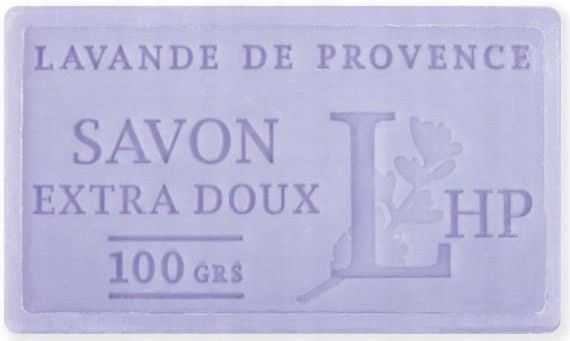 LAVANDE DE PROVENCE
SAVON
EXTRA DOUX
100 GRS
LHP